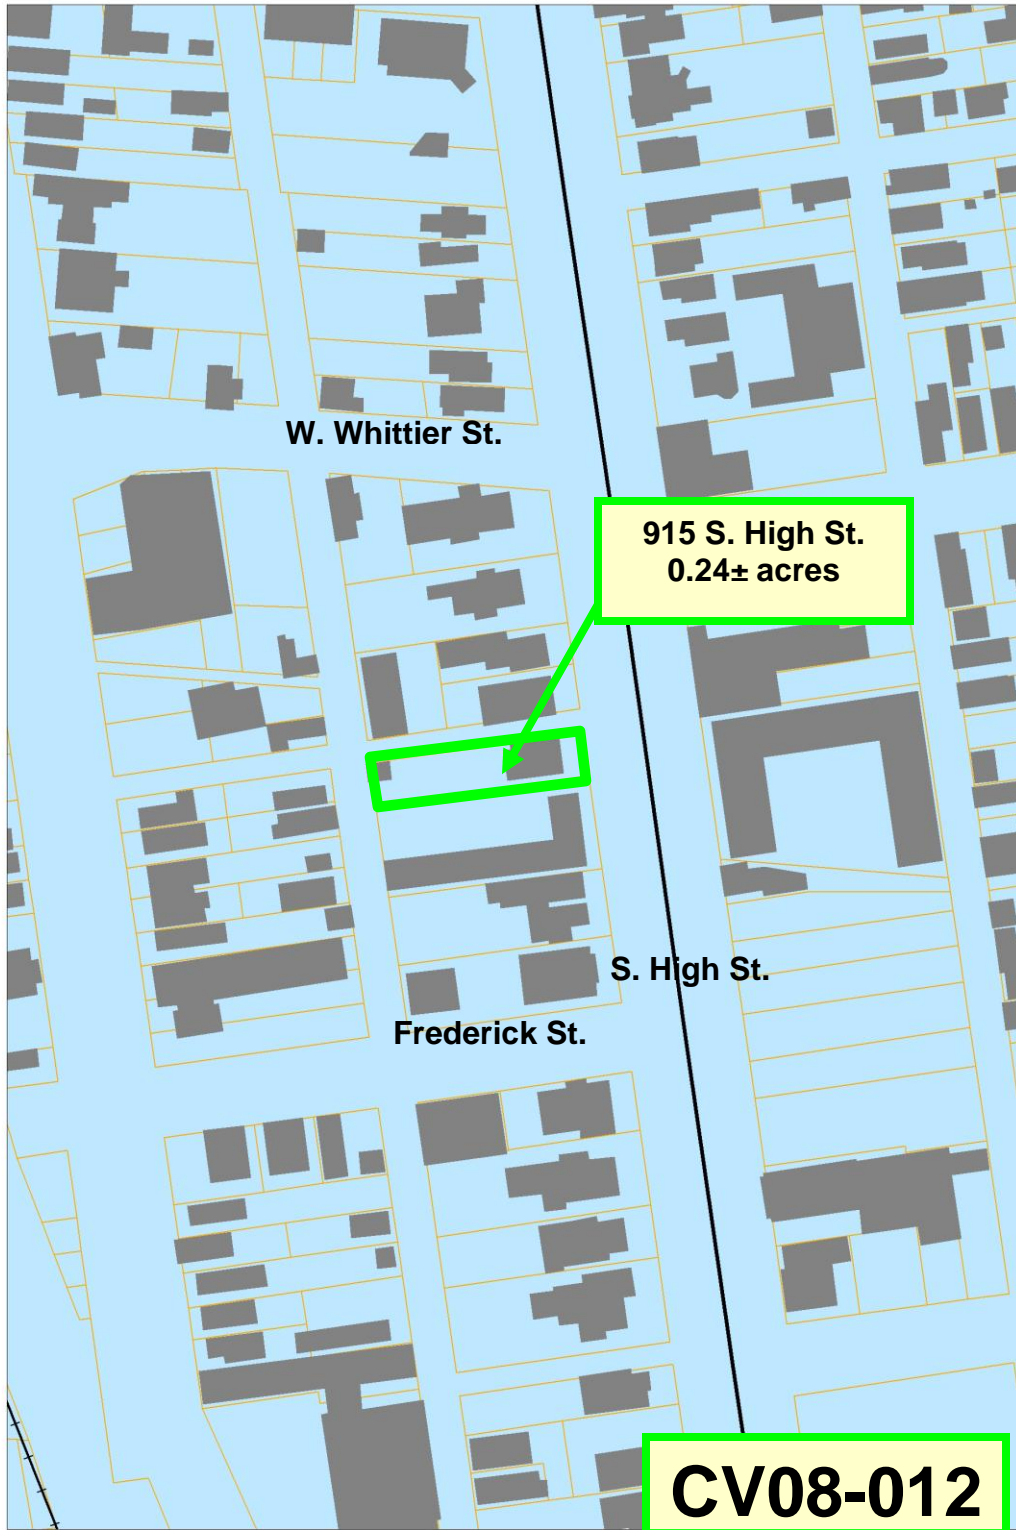 W. Whittier St.
915 S. High St.
0.24± acres
S. High St.
Frederick St.
CV08-012